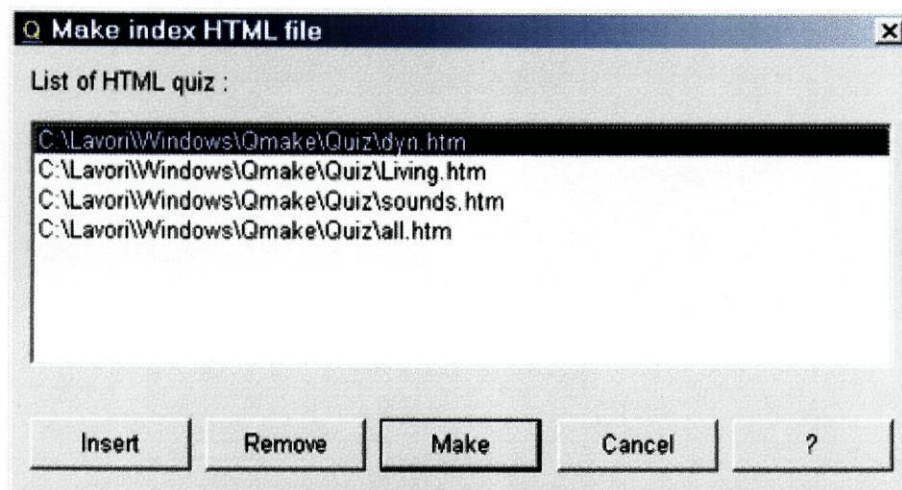 Q Make index HTML file
List of HTML quiz :
C:\Lavori\Windows\Qmake\Quiz\dyn.htm
C:\Lavori\Windows\Qmake\Quiz\Living.htm
C:\Lavori\Windows\Qmake\Quiz\sounds.htm
C:\Lavori\Windows\Qmake\Quiz\all.htm
Insert Remove Make Cancel ?